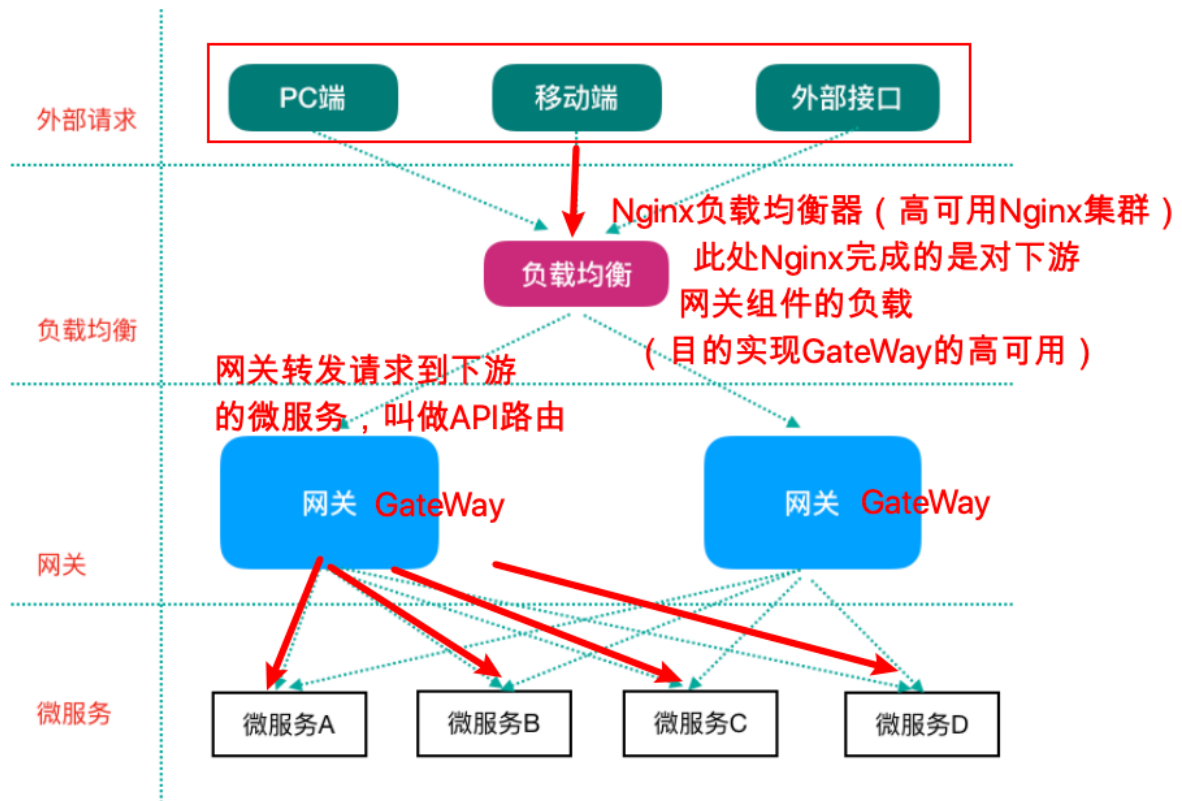 外部请求
PC端
移动端
外部接口
Nginx负载均衡器（高可用Nginx集群）
此处Nginx完成的是对下游
网关组件的负载
（目的实现GateWay的高可用）
负载均衡
负载均衡
网关转发请求到下游
的微服务，叫做API路由
网关 GateWay
网关 GateWay
网关
微服务
微服务A
微服务B
微服务C
微服务D